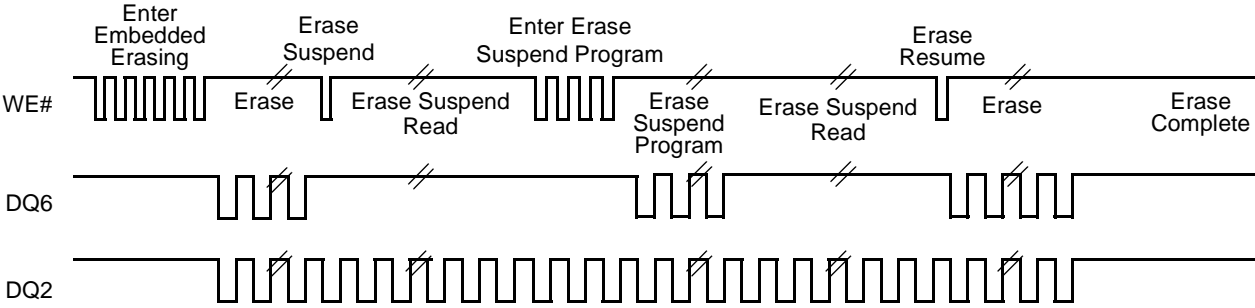 Enter
Embedded
Erasing
Erase
Suspend
Enter Erase
Suspend Program
Erase
Resume
WE#
Erase
Erase Suspend
Read
Erase
Suspend
Program
Erase Suspend
Read
Erase
Erase
Complete
DQ6
DQ2